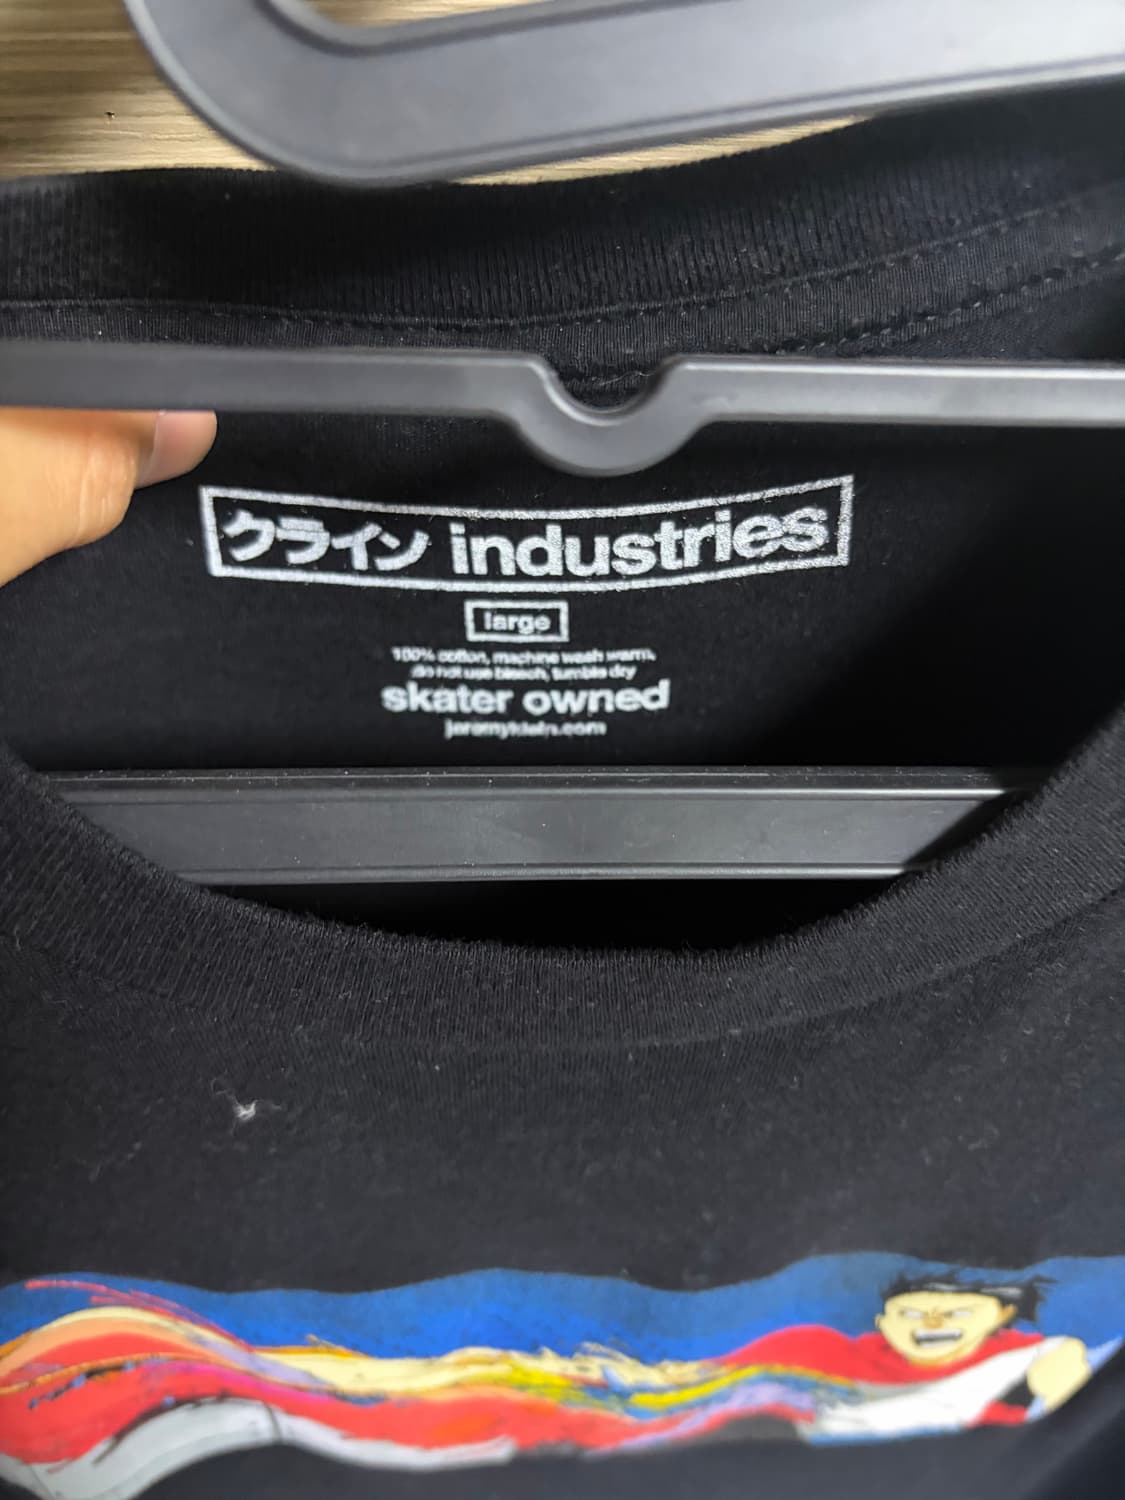 クライン industries
large
100% cotton, machine wash warm,
do not use bleach, tumble dry
skater owned
jeremyklein.com